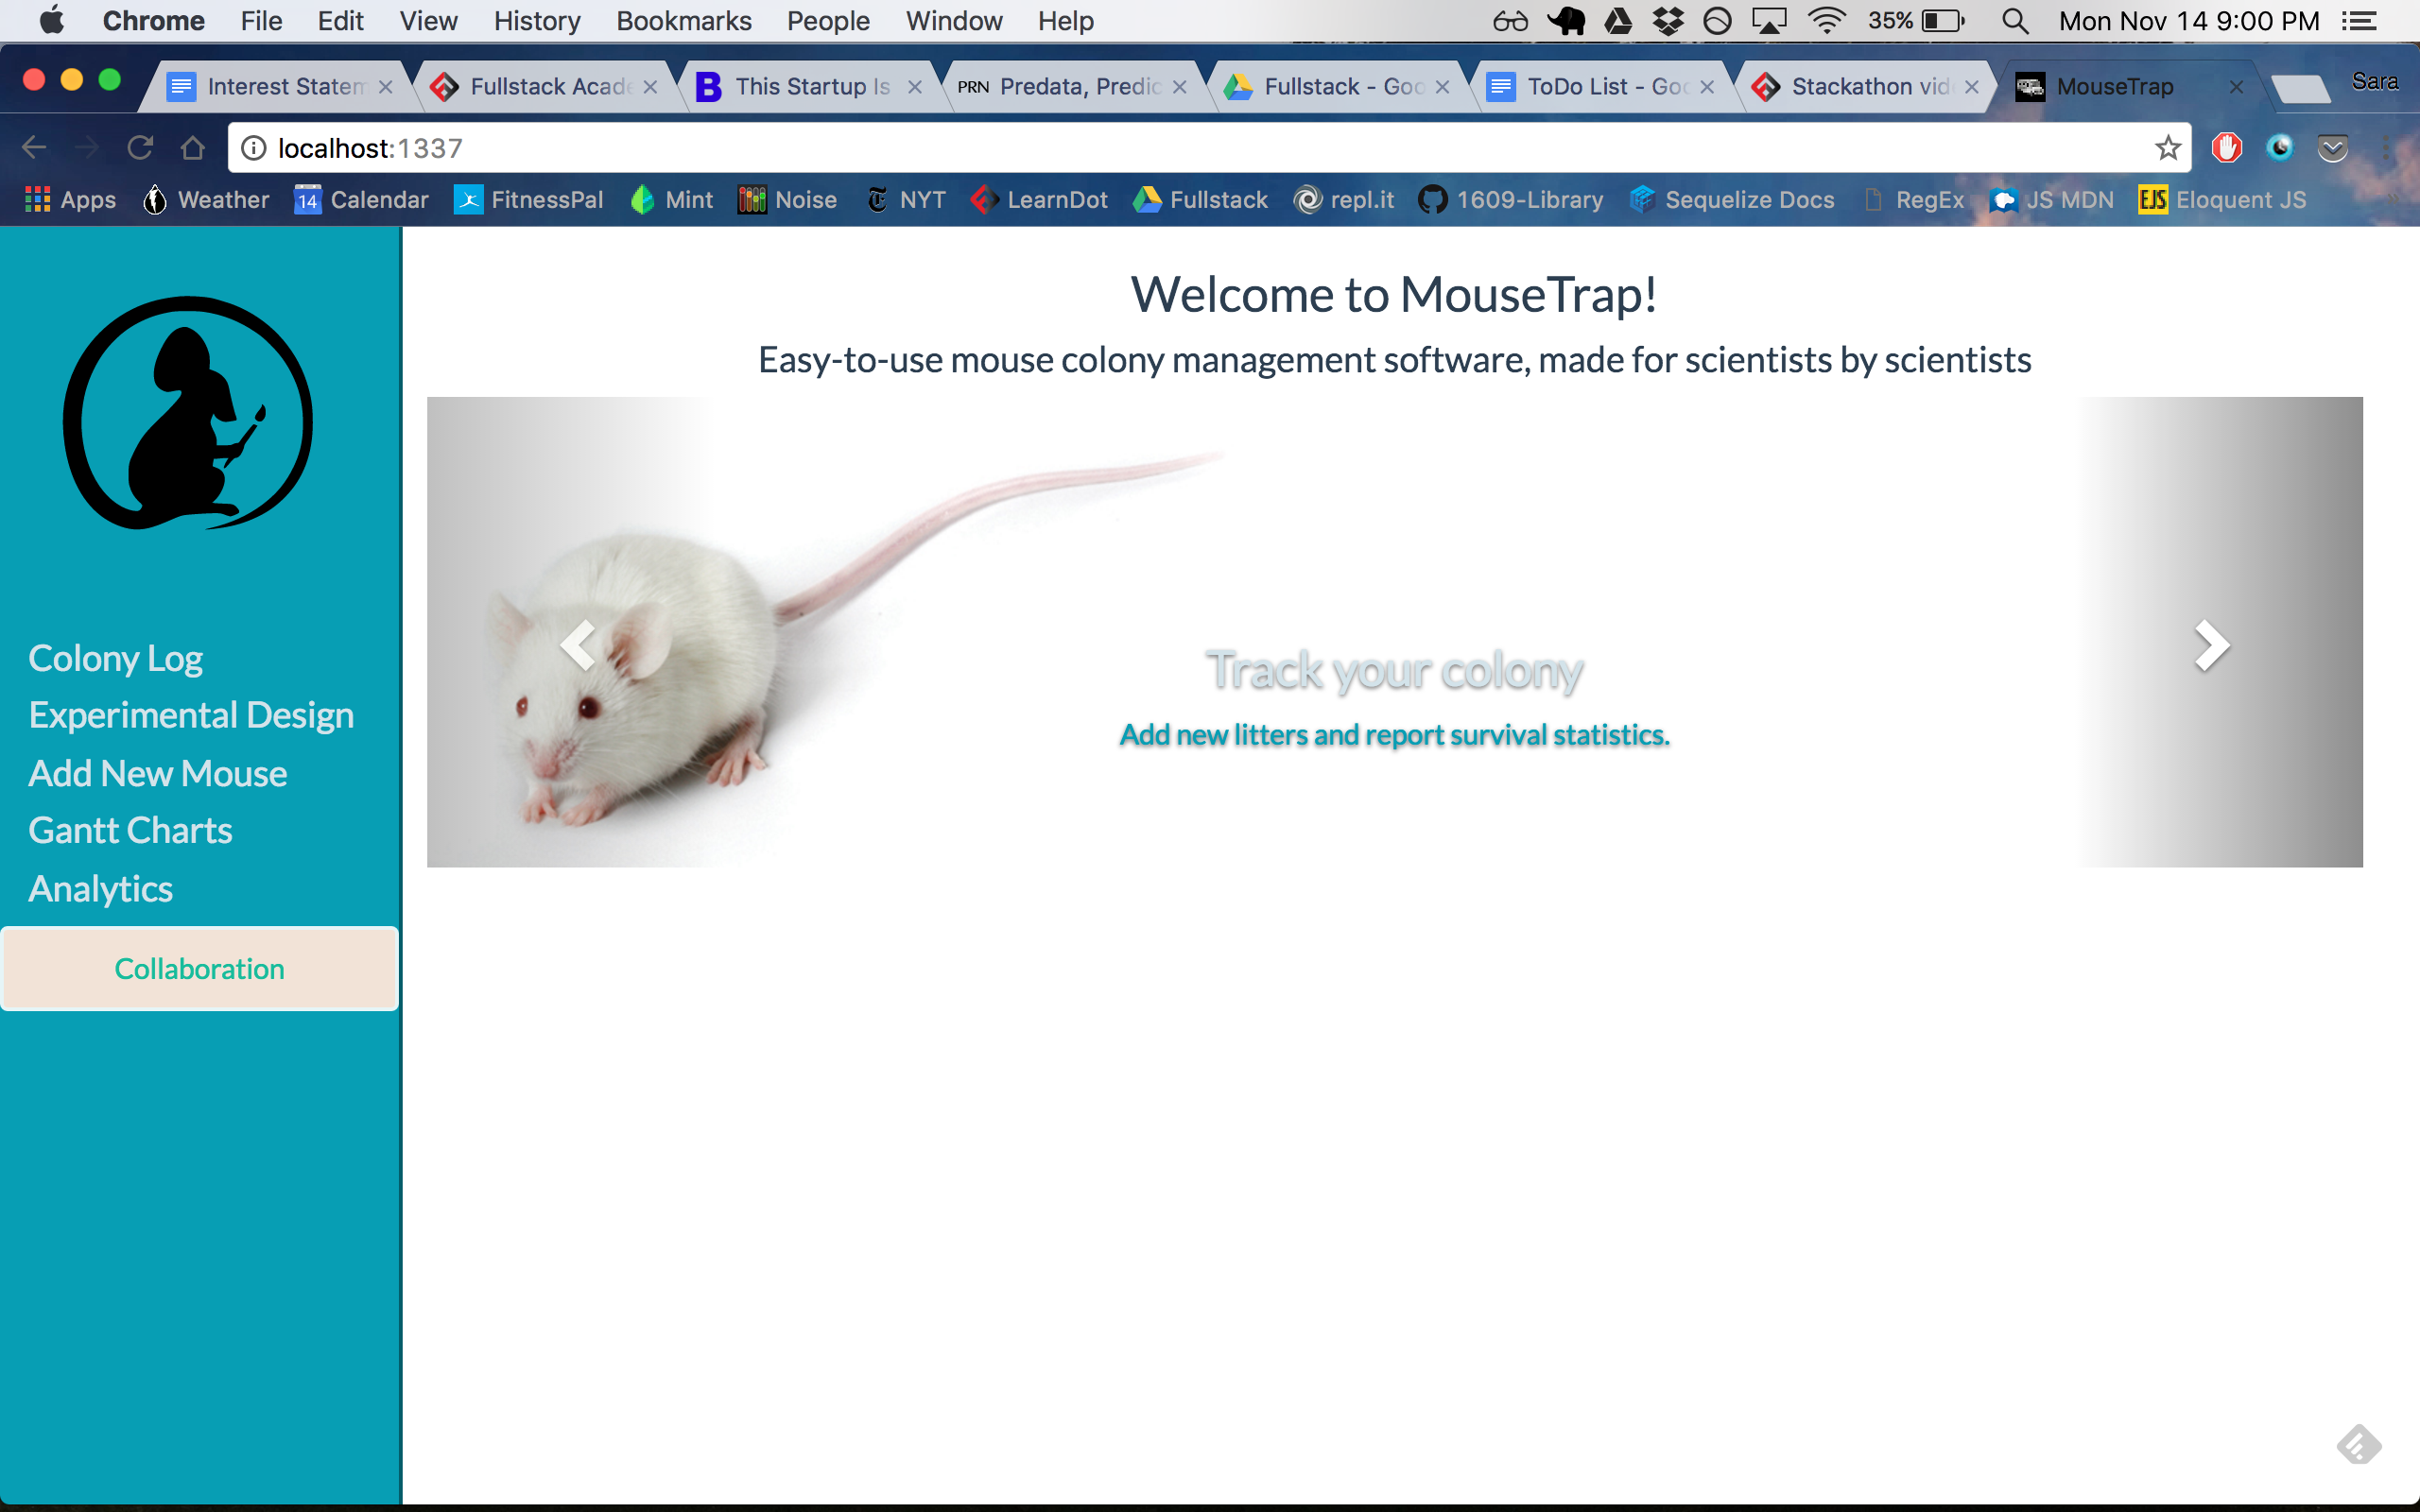 Chrome File Edit View History Bookmarks People Window Help 35% Mon Nov 14 9:00 PM
Interest Statem Fullstack Acade This Startup Is PRN Predata, Predic Fullstack - Goo ToDo List - Goo Stackathon vid MouseTrap Sara
localhost:1337
Apps Weather 14 Calendar FitnessPal Mint Noise NYT LearnDot Fullstack repl.it 1609-Library Sequelize Docs RegEx JS MDN EJS Eloquent JS
Welcome to MouseTrap!
Easy-to-use mouse colony management software, made for scientists by scientists
Colony Log
Experimental Design
Add New Mouse
Gantt Charts
Analytics
Collaboration
Track your colony
Add new litters and report survival statistics.